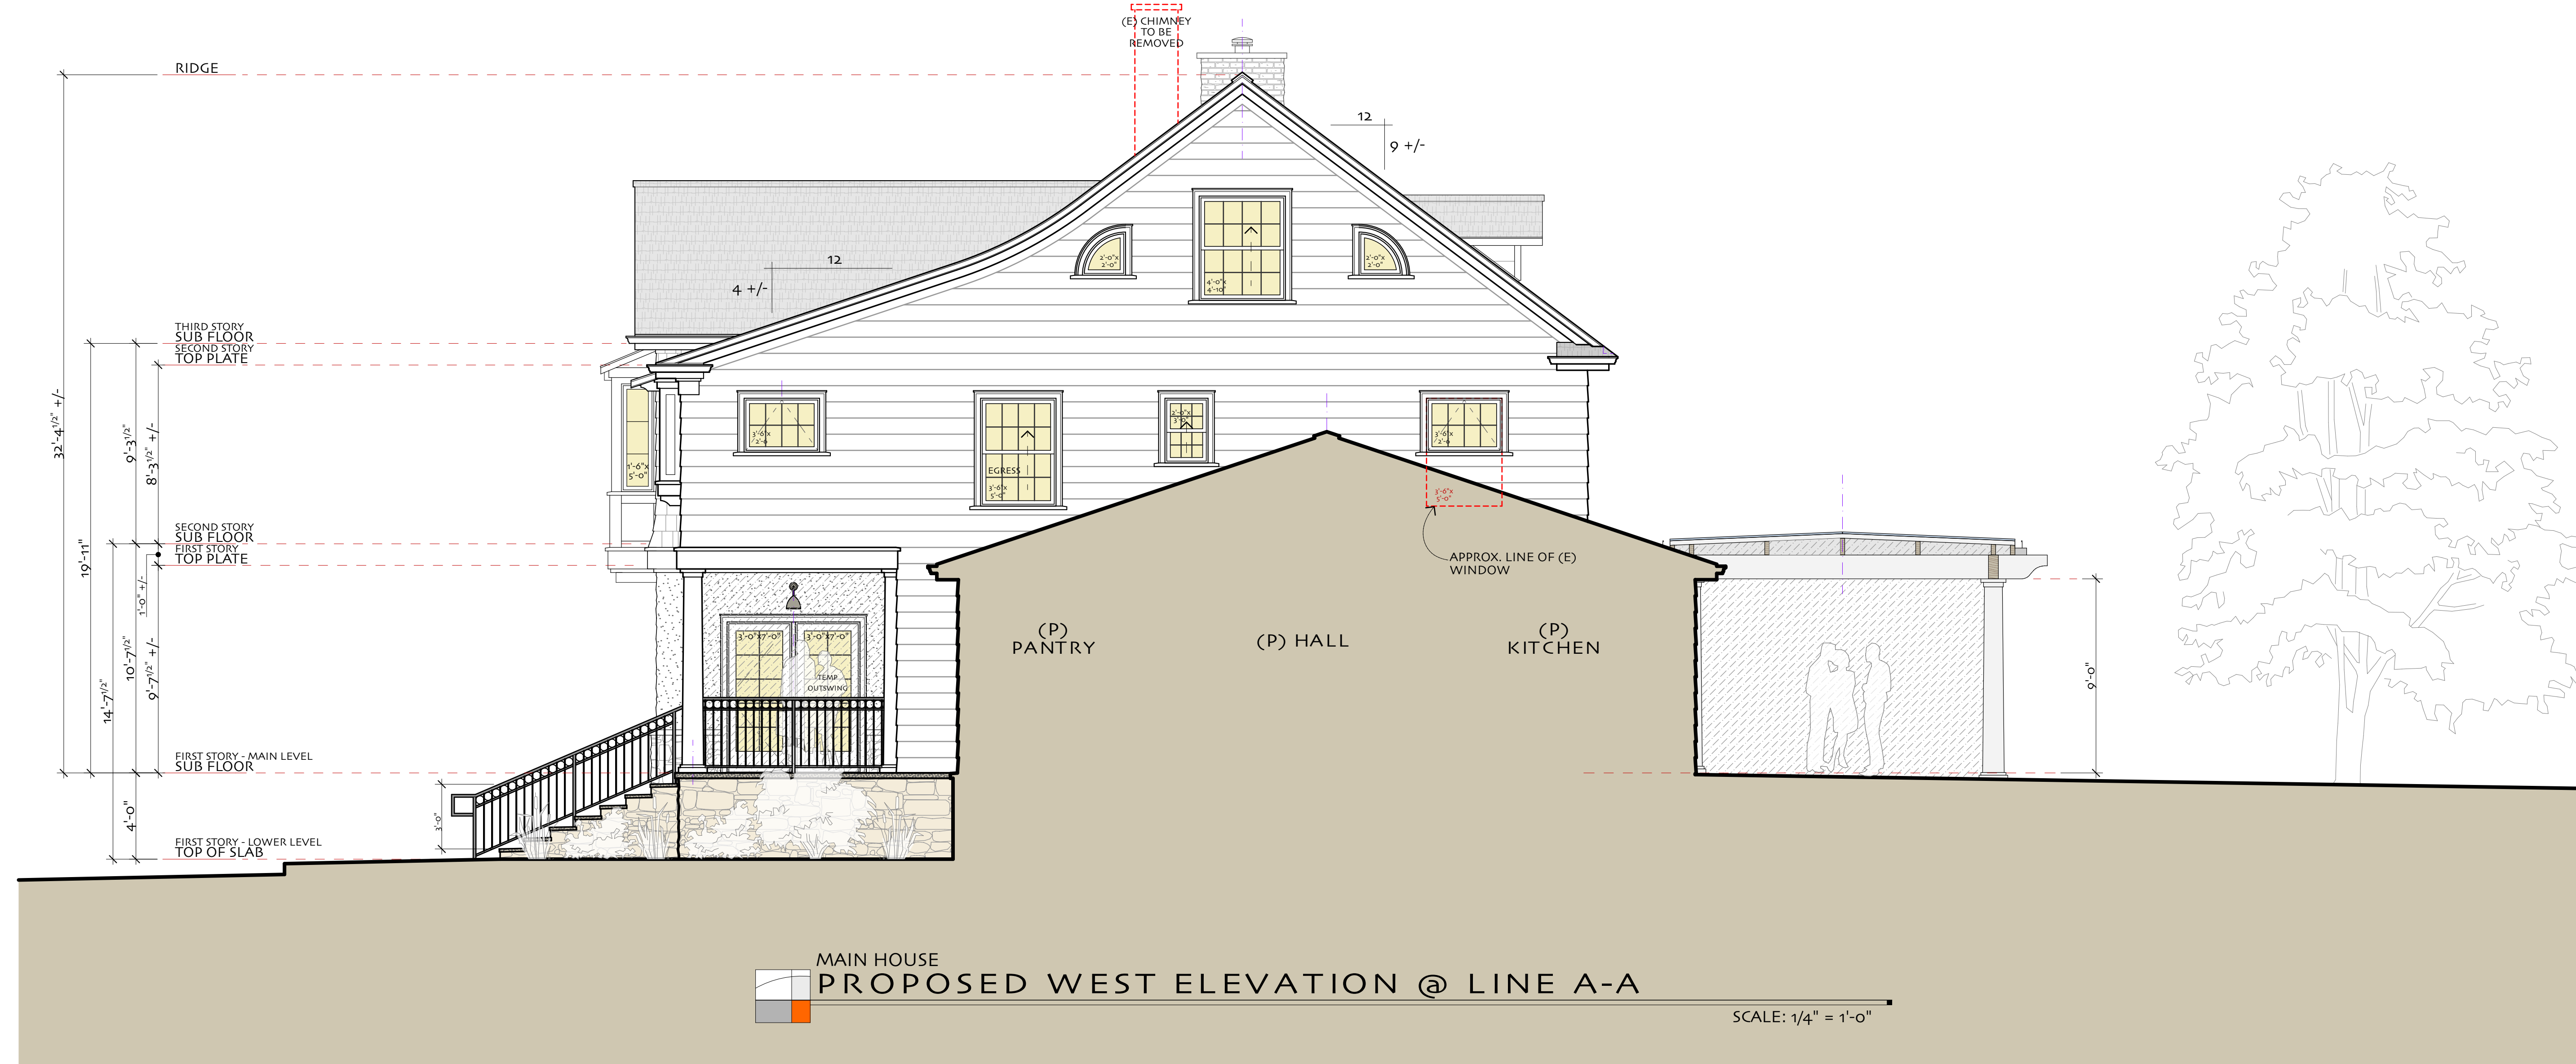 (E) CHIMNEY
TO BE
REMOVED
RIDGE
12
9 +/-
12
4 +/-
2'-0"x
2'-0"
4'-0"x
4'-10"
2'-0"x
2'-0"
THIRD STORY
SUB FLOOR
SECOND STORY
TOP PLATE
32'-4 1/2" +/-
19'-11"
9'-3 1/2"
8'-3 1/2" +/-
1'-6"x
5'-0"
3'-6"x
2'-6
EGRESS
3'-6"x
5'-0"
2'-0"x
3'-0"
3'-6"x
2'-6
3'-6"x
5'-0"
SECOND STORY
SUB FLOOR
FIRST STORY
TOP PLATE
APPROX. LINE OF (E)
WINDOW
1'-0" +/-
14'-7 1/2"
10'-7 1/2"
9'-7 1/2" +/-
3'-0"x7'-0"
3'-0"x7'-0"
TEMP
OUTSWING
(P)
PANTRY
(P) HALL
(P)
KITCHEN
9'-0"
FIRST STORY - MAIN LEVEL
SUB FLOOR
4'-0"
3'-0"
FIRST STORY - LOWER LEVEL
TOP OF SLAB
MAIN HOUSE
PROPOSED WEST ELEVATION @ LINE A-A
SCALE: 1/4" = 1'-0"